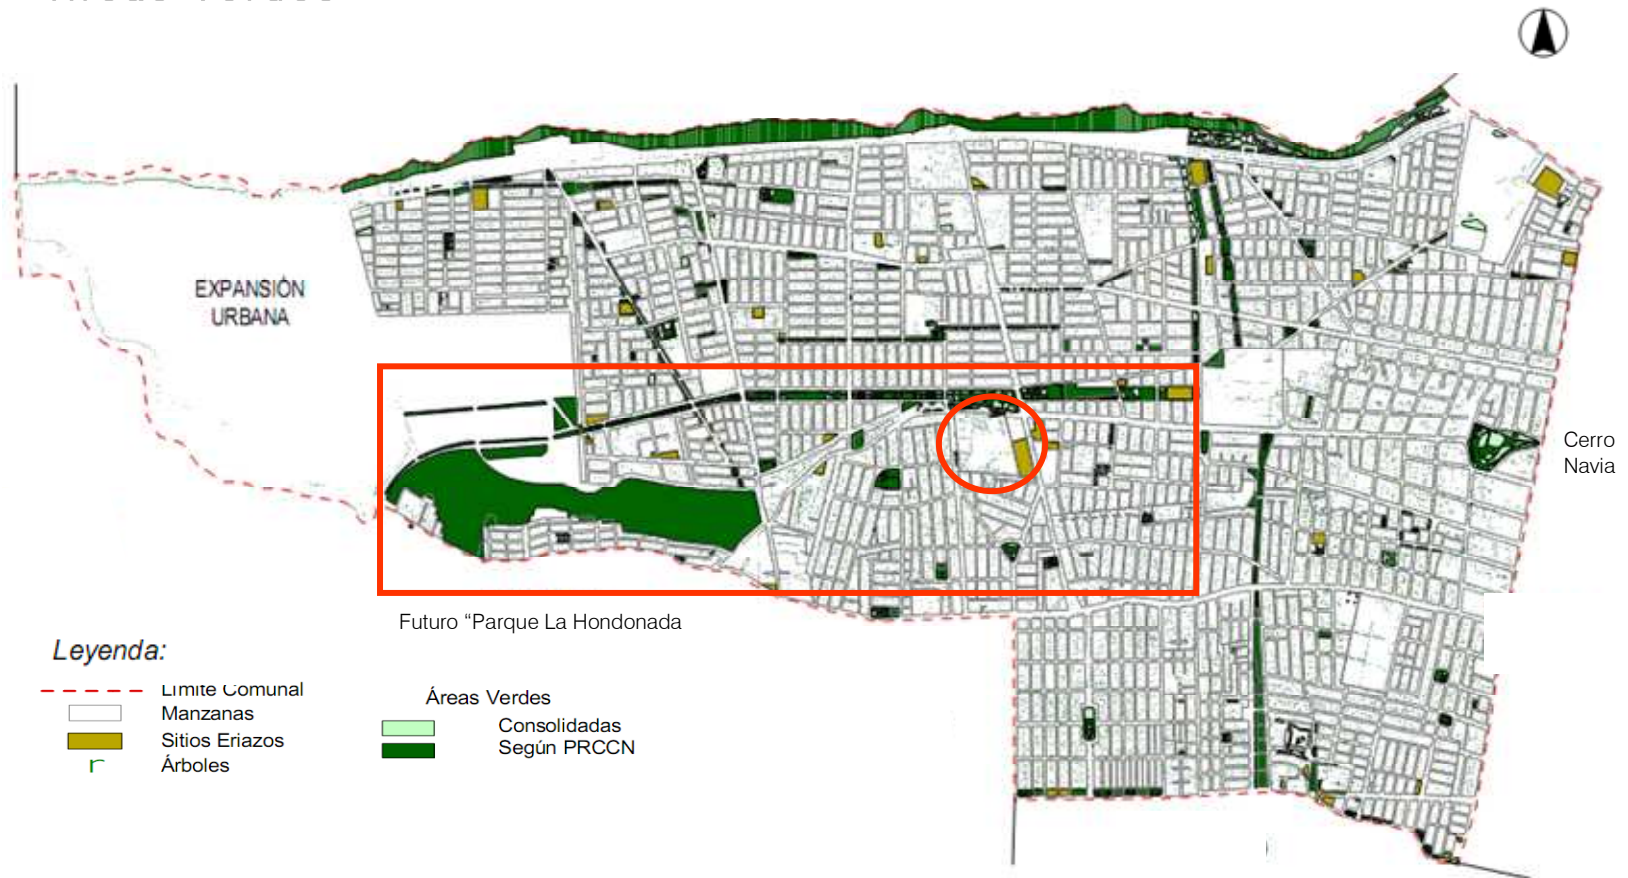 EXPANSIÓN
URBANA
Cerro
Navia
Futuro “Parque La Hondonada
Leyenda:
Límite Comunal
Manzanas
Sitios Eriazos
r
Árboles
Áreas Verdes
Consolidadas
Según PRCCN